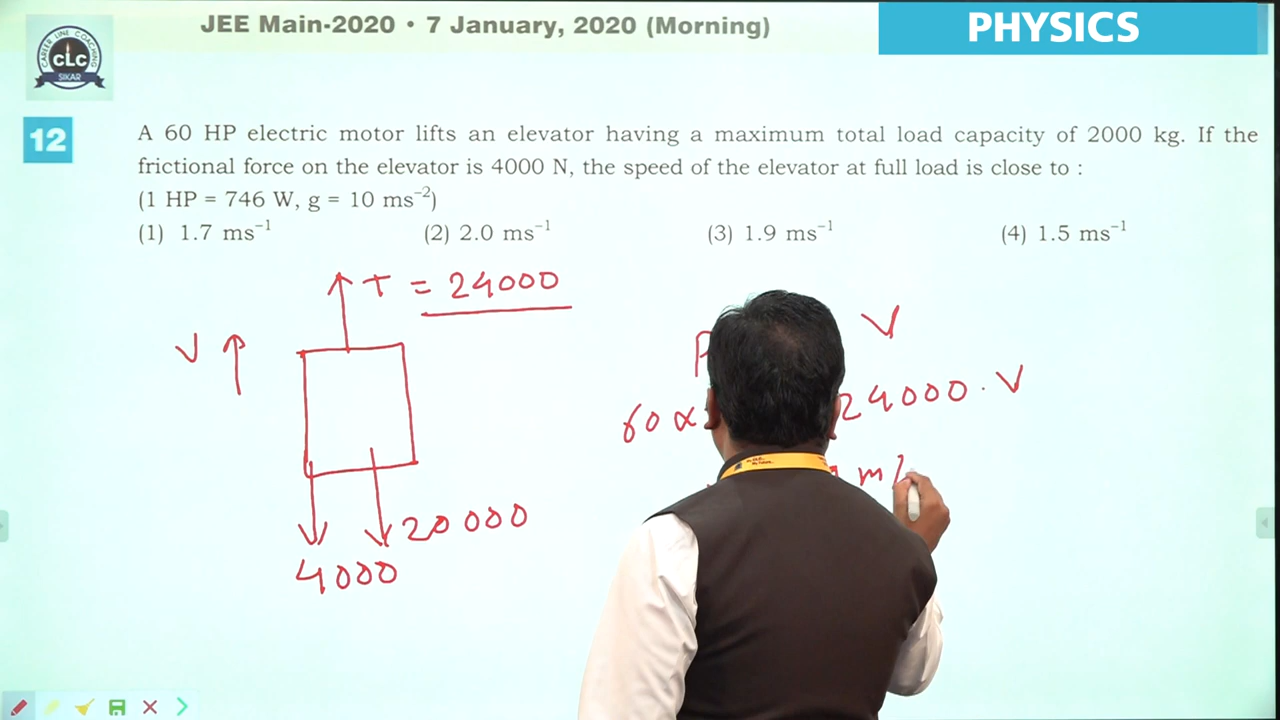 JEE Main-2020 • 7 January, 2020 (Morning)
PHYSICS
CAREER LINE COACHING
CLC
SIKAR
12
A 60 HP electric motor lifts an elevator having a maximum total load capacity of 2000 kg. If the
frictional force on the elevator is 4000 N, the speed of the elevator at full load is close to :
(1 HP = 746 W, g = 10 ms⁻²)
(1) 1.7 ms⁻¹ (2) 2.0 ms⁻¹ (3) 1.9 ms⁻¹ (4) 1.5 ms⁻¹
T = 24000
V
V
60 ×
24000 · V
m/
20000
4000